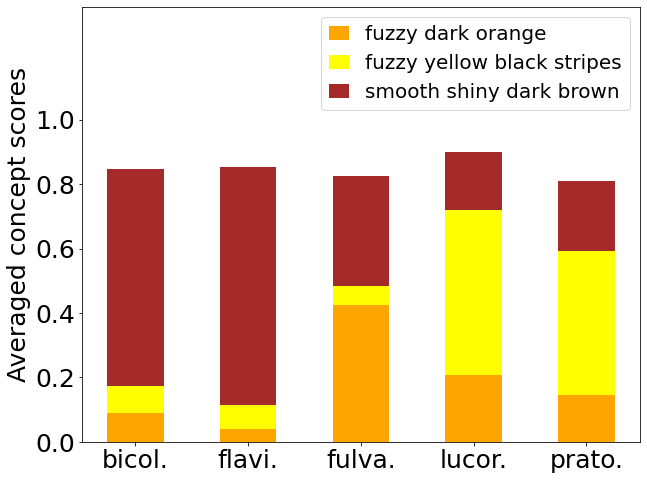 fuzzy dark orange
fuzzy yellow black stripes
smooth shiny dark brown
Averaged concept scores
1.0
0.8
0.6
0.4
0.2
0.0
bicol. flavi. fulva. lucor. prato.